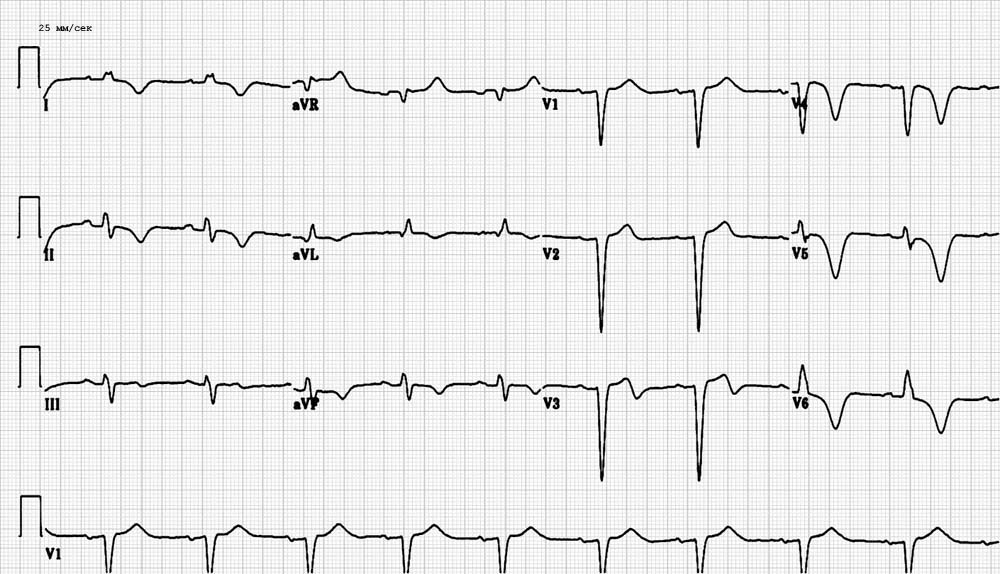 25 мм/сек
I aVR V1 V4
II aVL V2 V5
III aVF V3 V6
V1